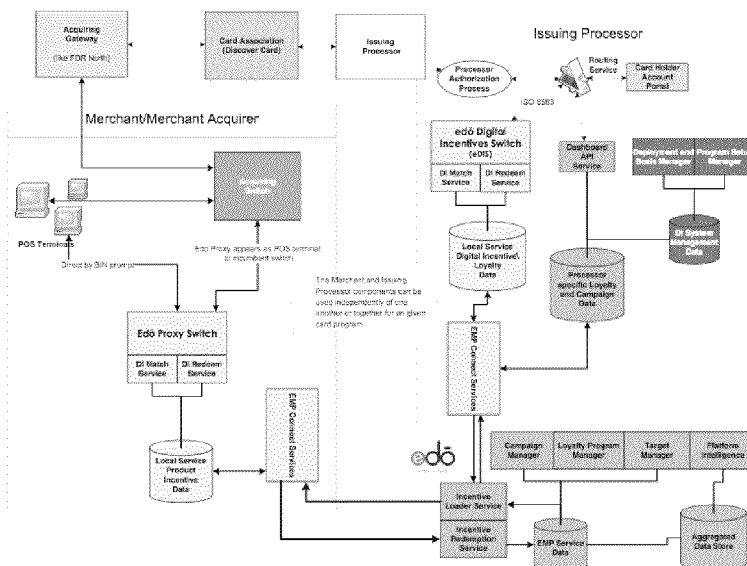 Issuing Processor
Acquiring
Gateway
(like FDR North)
Card Association
(Discover Card)
Issuing
Processor
Processor
Authorization
Process
Routing
Service
Card Holder
Account
Portal
ISO 8583
Merchant/Merchant Acquirer
edō Digital
Incentives Switch
(eDIS)
DI Match
Service
DI Redeem
Service
Dashboard
API
Service
Deployment and
Manager
Manager
DI System
Management
Data
POS Terminals
Direct by BIN prompt
Edo Proxy appears as POS terminal
to incumbent switch
Local Service
Digital Incentive\
Loyalty
Data
Processor
specific Loyalty
and Campaign
Data
The Merchant and Issuing
Processor components can be
used independently of one
another or together for an given
card program.
Edō Proxy Switch
DI Match
Service
DI Redeem
Service
EMP Connect Services
EMP Connect Services
edō
Campaign
Manager
Loyalty Program
Manager
Target
Manager
Platform
Intelligence
Local Service
Product
Incentive
Data
Incentive
Loader Service
Incentive
Redemption
Service
EMP Service
Data
Aggregated
Data Store